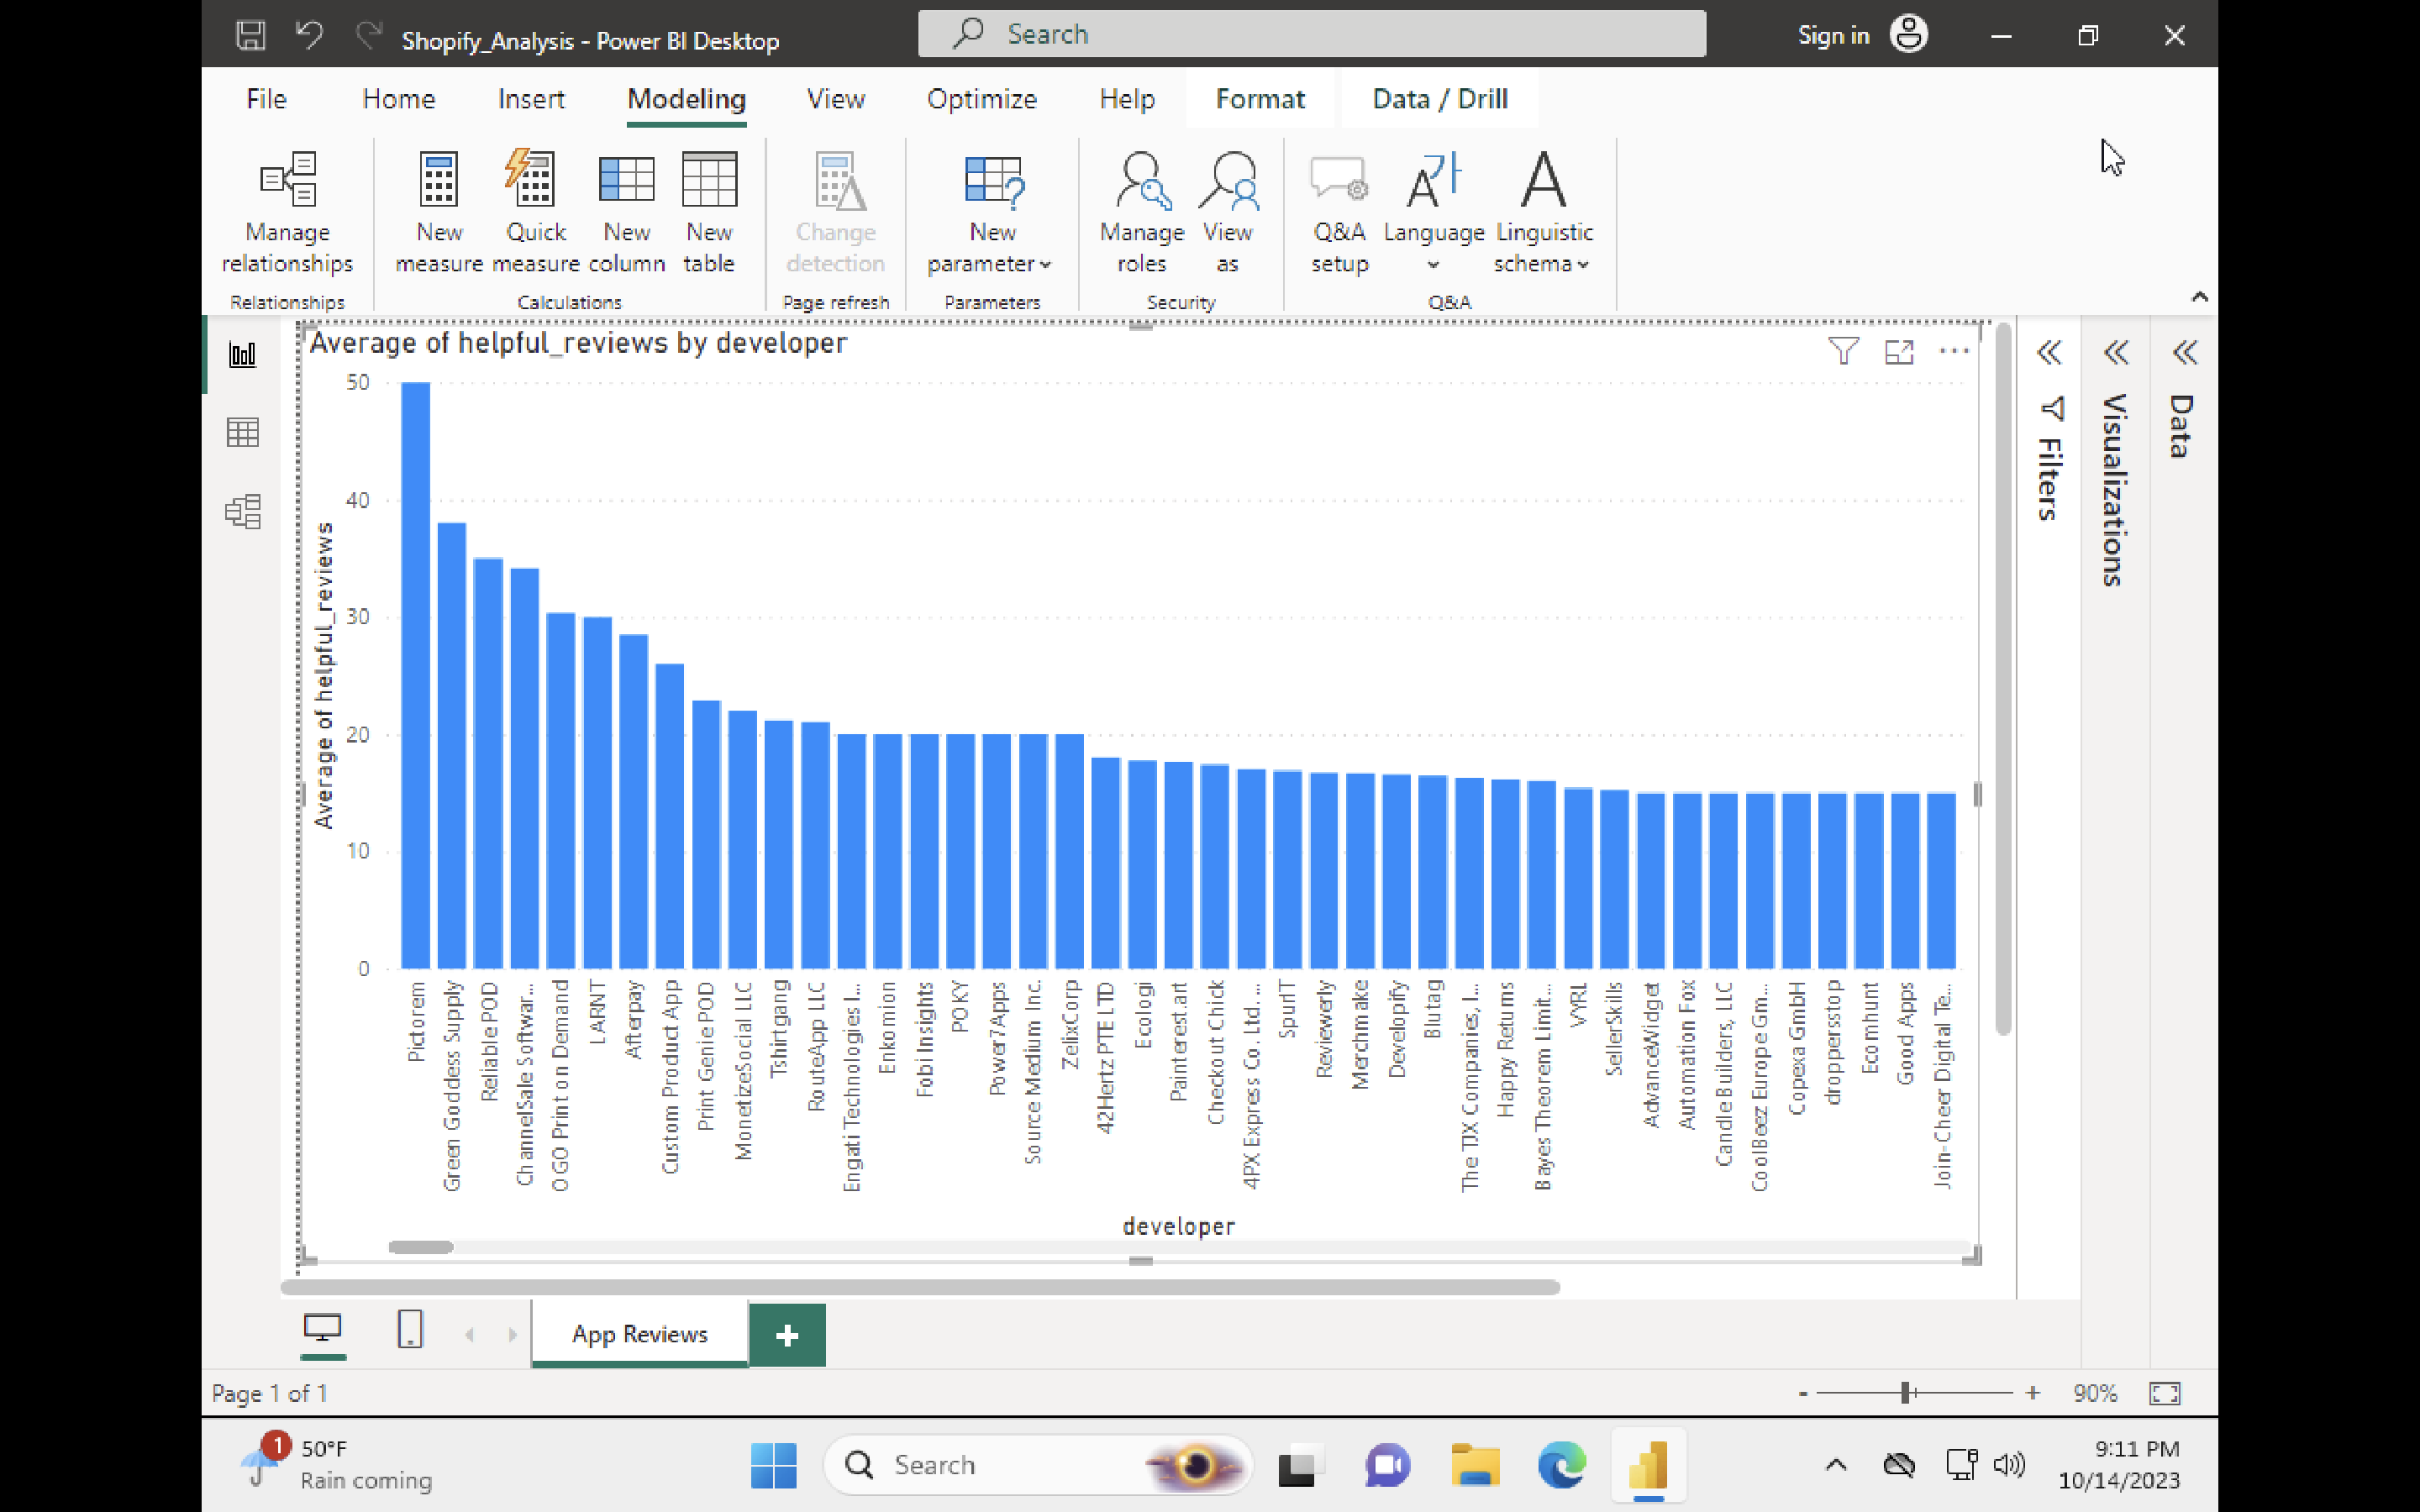 Shopify_Analysis - Power BI Desktop
Search
Sign in
File
Home
Insert
Modeling
View
Optimize
Help
Format
Data / Drill
Manage
relationships
Relationships
New
measure
Quick
measure
New
column
New
table
Calculations
Change
detection
Page refresh
New
parameter
Parameters
Manage
roles
View
as
Security
Q&A
setup
Language
Linguistic
schema
Q&A
Average of helpful_reviews by developer
Average of helpful_reviews
50
40
30
20
10
0
Pictorem
Green Goddess Supply
Reliable POD
ChannelSale Softwar...
OGO Print on Demand
LARNT
Afterpay
Custom Product App
Print Genie POD
MonetizeSocial LLC
Tshirtgang
RouteApp LLC
Engati Technologies I...
Enkomion
Fobi Insights
POKY
Power7Apps
Source Medium Inc.
ZelixCorp
42Hertz PTE LTD
Ecologi
Painterest.art
Checkout Chick
4PX Express Co. Ltd. ...
SpurIT
Reviewerly
Merchmake
Developify
Blutag
The TJX Companies, I...
Happy Returns
Bayes Theorem Limit...
VYRL
SellerSkills
AdvanceWidget
Automation Fox
CandleBuilders, LLC
CoolBeez Europe Gm...
Copexa GmbH
droppersstop
Ecomhunt
Good Apps
Join-Cheer Digital Te...
developer
Filters
Visualizations
Data
App Reviews
Page 1 of 1
- + 90%
1
50°F
Rain coming
Search
9:11 PM
10/14/2023